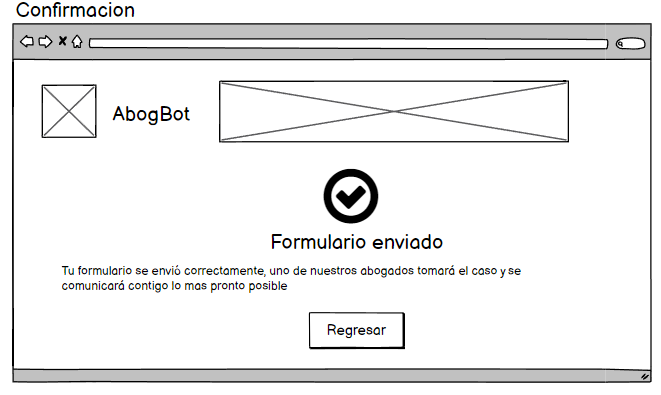 Confirmacion
AbogBot
Formulario enviado
Tu formulario se envió correctamente, uno de nuestros abogados tomará el caso y se
comunicará contigo lo mas pronto posible
Regresar